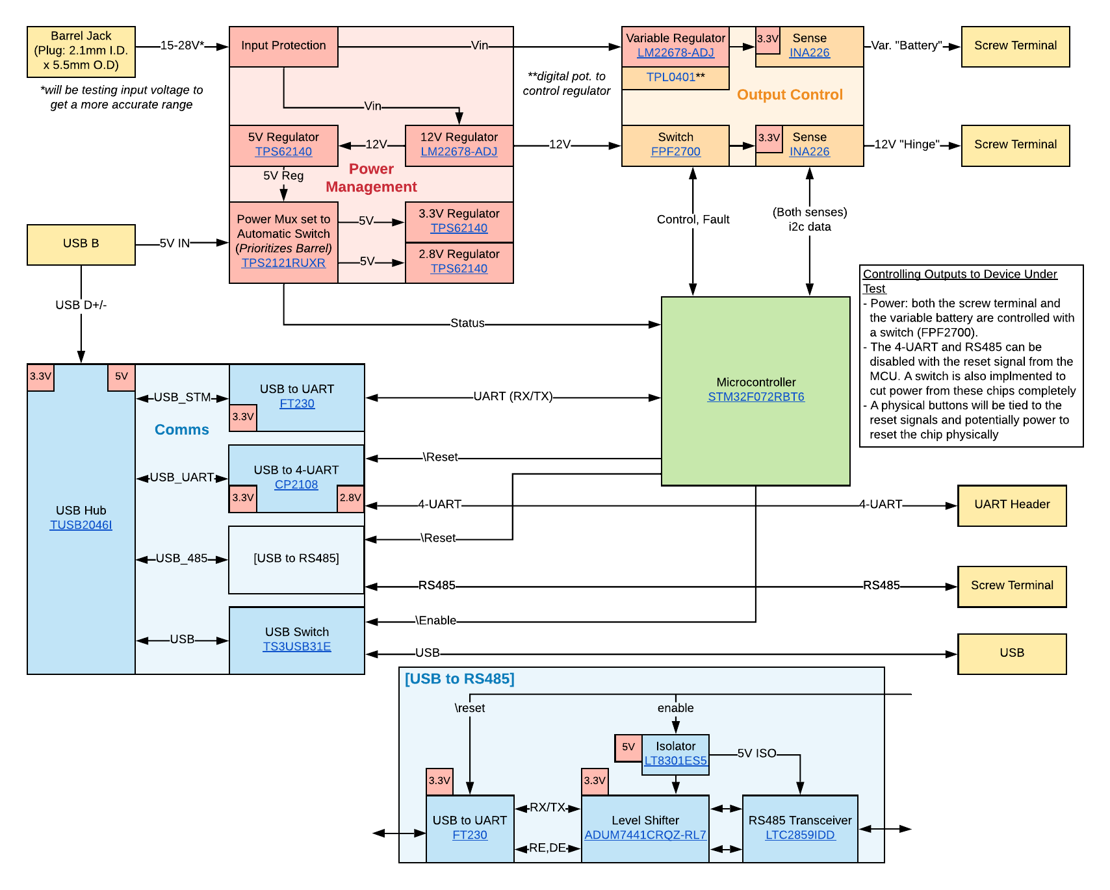 Barrel Jack
(Plug: 2.1mm I.D.
x 5.5mm O.D)
15-28V*
*will be testing input voltage to
get a more accurate range
Input Protection
Vin
Vin
5V Regulator
TPS62140
12V
12V Regulator
LM22678-ADJ
12V
5V Reg
Power
Management
Power Mux set to
Automatic Switch
(Prioritizes Barrel)
TPS2121RUXR
5V
3.3V Regulator
TPS62140
5V
2.8V Regulator
TPS62140
**digital pot. to
control regulator
Variable Regulator
LM22678-ADJ
TPL0401**
3.3V
Sense
INA226
Output Control
Var. "Battery"
Screw Terminal
Switch
FPF2700
3.3V
Sense
INA226
12V "Hinge"
Screw Terminal
USB B
5V IN
USB D+/-
Status
Control, Fault
(Both senses)
i2c data
Controlling Outputs to Device Under
Test
- Power: both the screw terminal and
the variable battery are controlled with
a switch (FPF2700).
- The 4-UART and RS485 can be
disabled with the reset signal from the
MCU. A switch is also implmented to
cut power from these chips completely
- A physical buttons will be tied to the
reset signals and potentially power to
reset the chip physically
Microcontroller
STM32F072RBT6
3.3V
5V
USB Hub
TUSB2046I
Comms
USB_STM
USB to UART
FT230
3.3V
UART (RX/TX)
USB_UART
USB to 4-UART
CP2108
3.3V
2.8V
\Reset
4-UART
4-UART
UART Header
USB_485
[USB to RS485]
\Reset
RS485
RS485
Screw Terminal
USB
USB Switch
TS3USB31E
\Enable
USB
USB
[USB to RS485]
\reset
enable
5V
Isolator
LT8301ES5
5V ISO
3.3V
USB to UART
FT230
RX/TX
RE,DE
3.3V
Level Shifter
ADUM7441CRQZ-RL7
RS485 Transceiver
LTC2859IDD